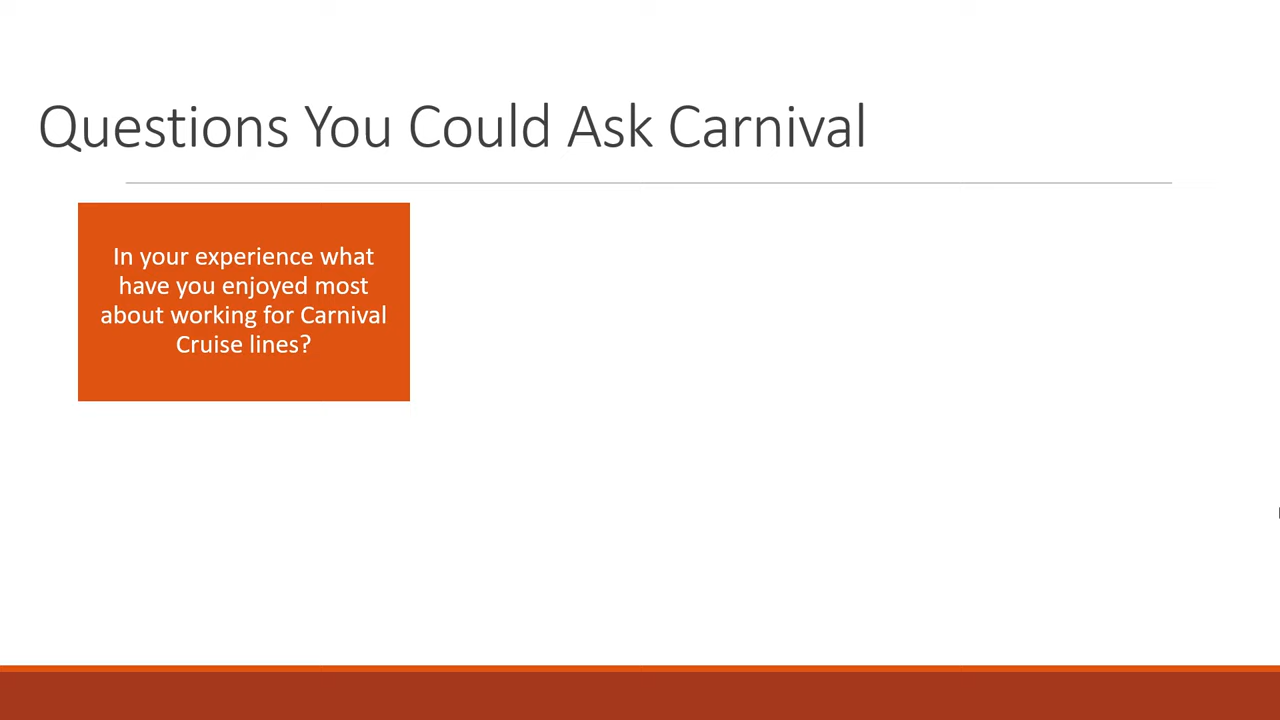 Questions You Could Ask Carnival
In your experience what
have you enjoyed most
about working for Carnival
Cruise lines?